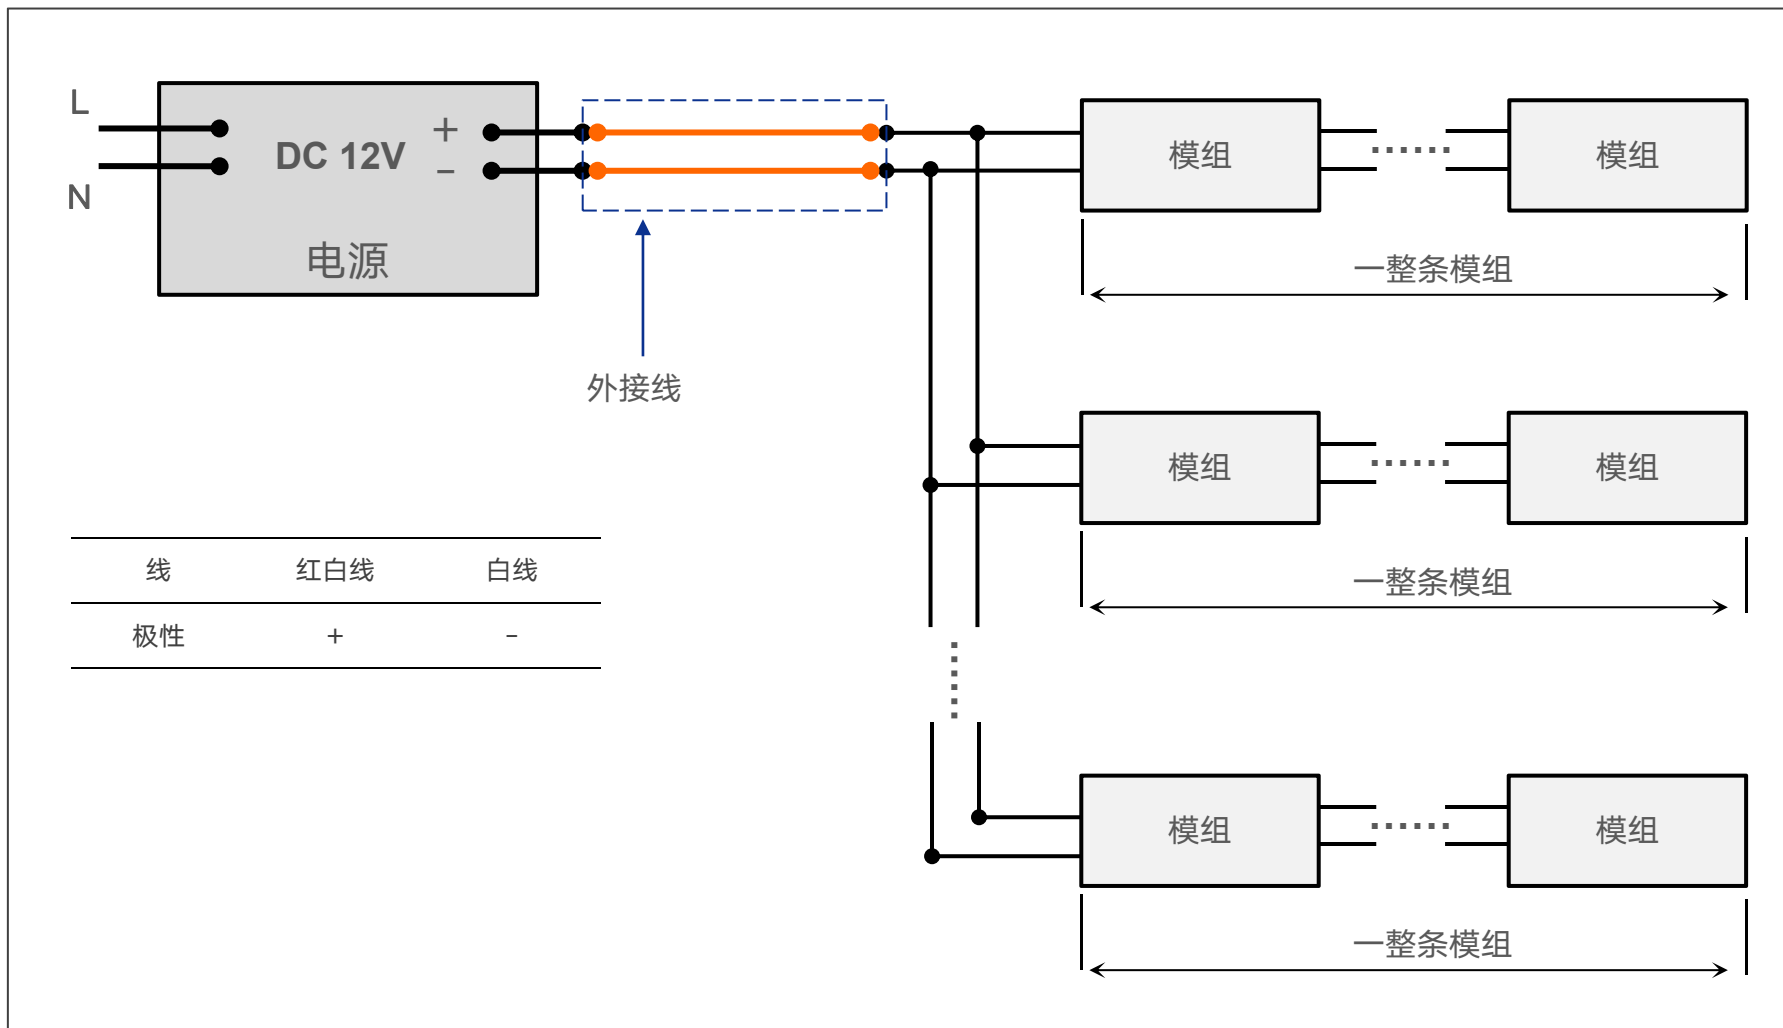 L
N
DC 12V
+
-
电源
外接线
模组 ...... 模组
一整条模组
模组 ...... 模组
一整条模组
线 红白线 白线
极性 + -
模组 ...... 模组
一整条模组